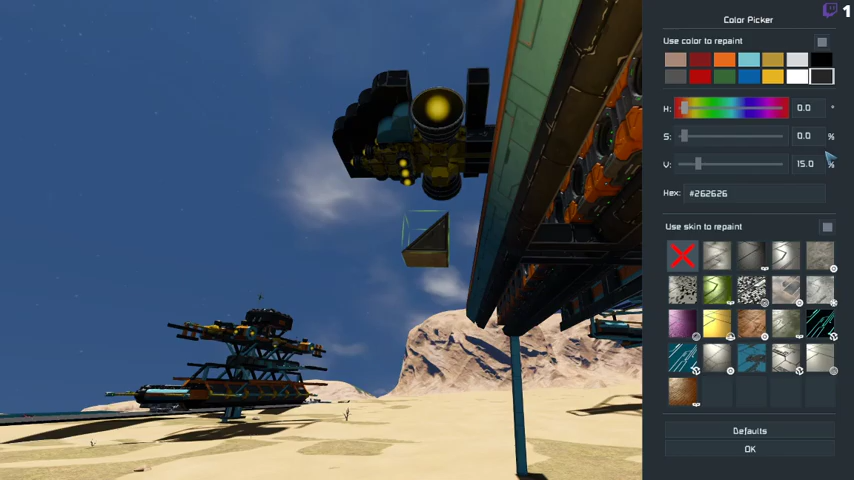 1
Color Picker
Use color to repaint
H: 0.0 °
S: 0.0 %
V: 15.0 %
Hex: #262626
Use skin to repaint
Defaults
OK